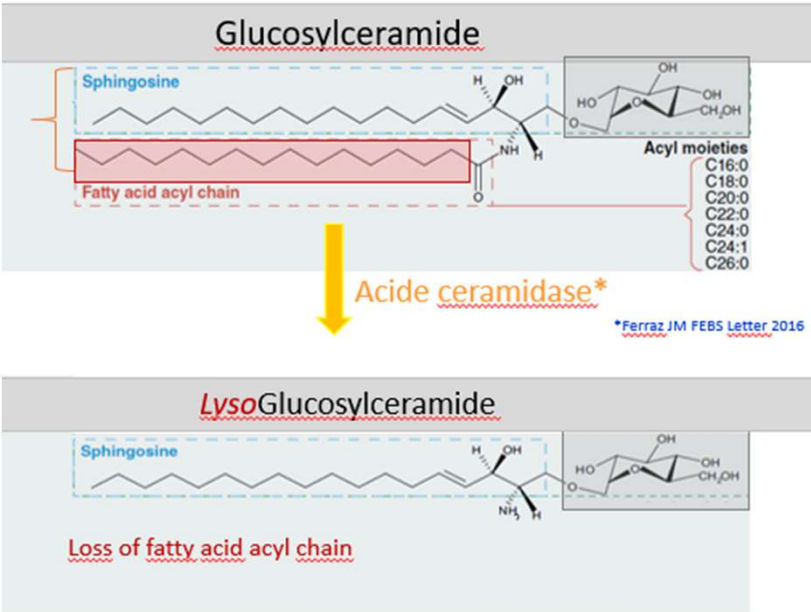 Glucosylceramide
Sphingosine
H OH
OH
HO
OH
O
CH2OH
O
NH
H
O
Fatty acid acyl chain
Acyl moieties
C16:0
C18:0
C20:0
C22:0
C24:0
C24:1
C26:0
Acide ceramidase*
*Ferraz JM FEBS Letter 2016
LysoGlucosylceramide
Sphingosine
H OH
OH
HO
OH
O
CH2OH
O
NH2
H
Loss of fatty acid acyl chain